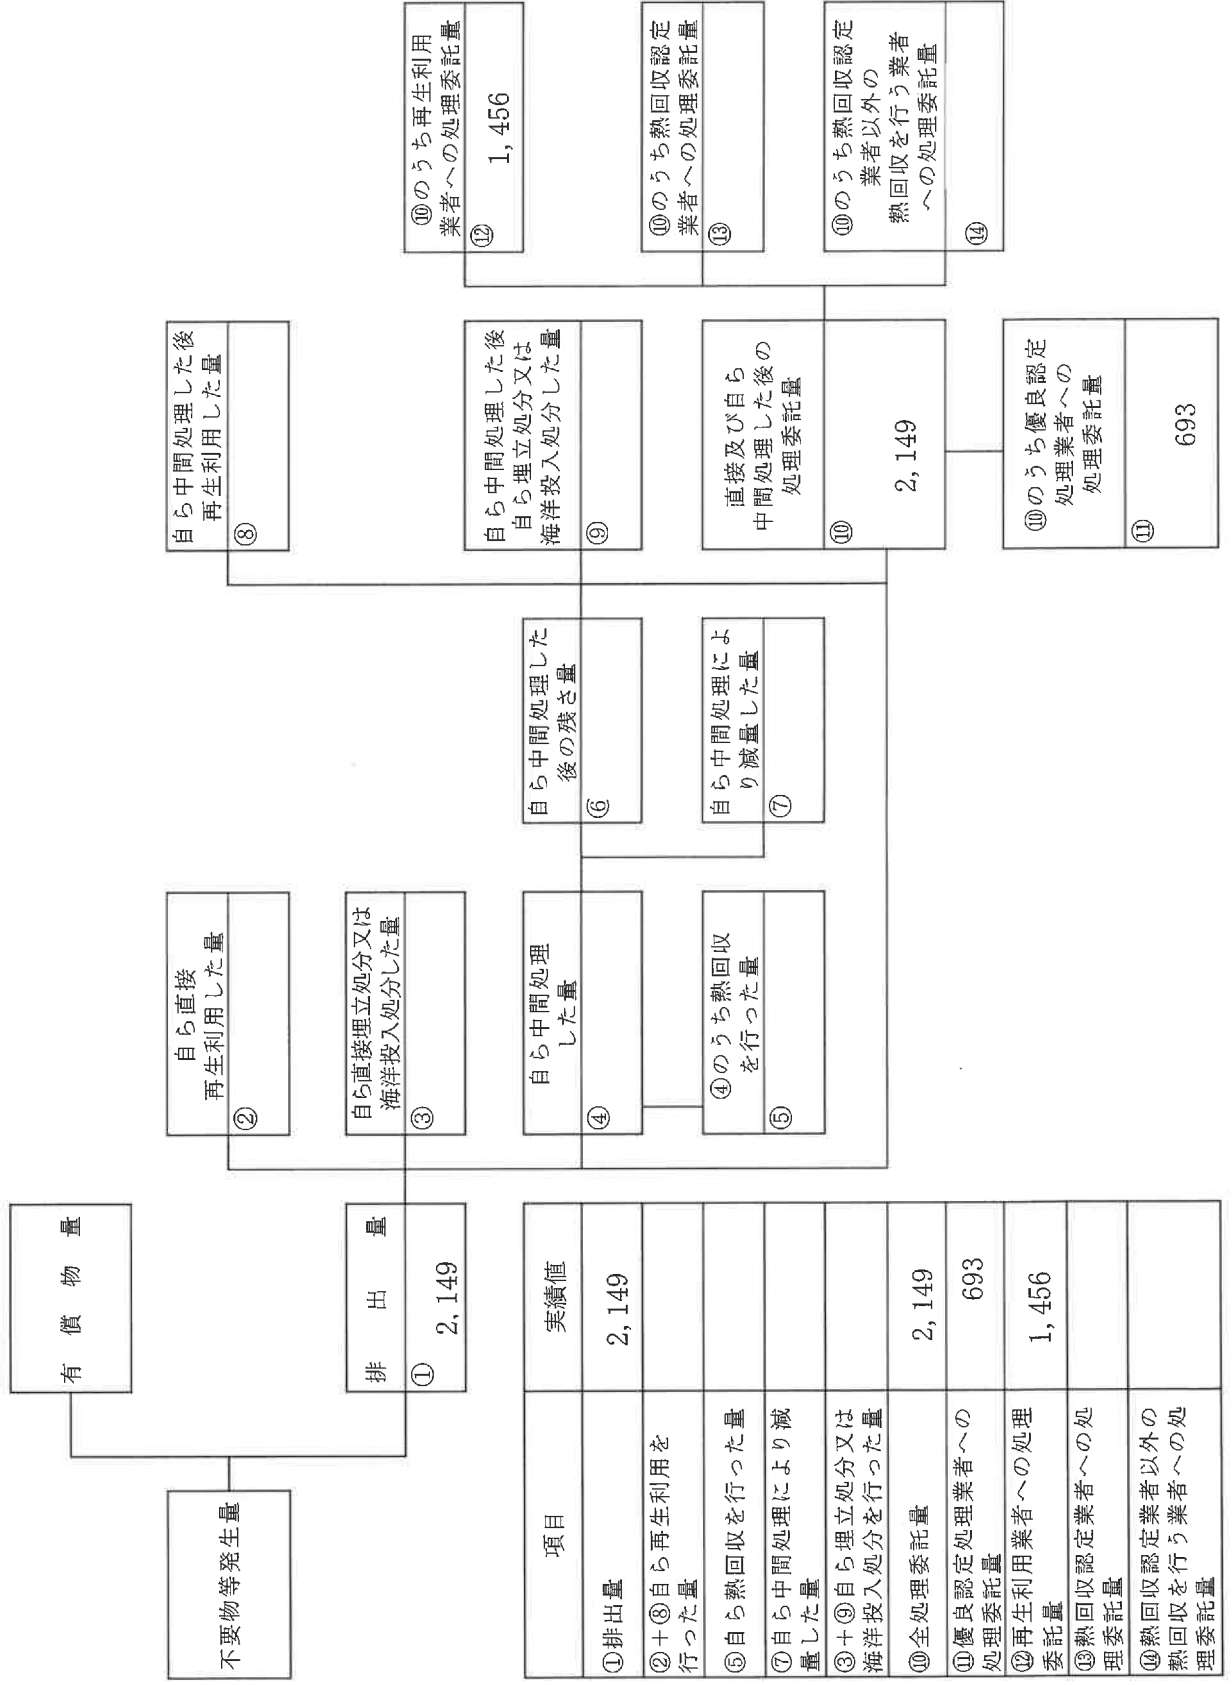 不要物等発生量
有償物量
排出量
①
2,149
自ら直接
再生利用した量
②
自ら直接埋立処分又は
海洋投入処分した量
③
自ら中間処理
した量
④
④のうち熱回収
を行った量
⑤
自ら中間処理した
後の残さ量
⑥
自ら中間処理によ
り減量した量
⑦
自ら中間処理した後
再生利用した量
⑧
自ら中間処理した後
自ら埋立処分又は
海洋投入処分した量
⑨
直接及び自ら
中間処理した後の
処理委託量
⑩
2,149
⑩のうち優良認定
処理業者への
処理委託量
⑪
693
⑩のうち再生利用
業者への処理委託量
⑫
1,456
⑩のうち熱回収認定
業者への処理委託量
⑬
⑩のうち熱回収認定
業者以外の
熱回収を行う業者
への処理委託量
⑭
項目 実績値
①排出量 2,149
②+⑧自ら再生利用を
行った量
⑤自ら熱回収を行った量
⑦自ら中間処理により減
量した量
③+⑨自ら埋立処分又は
海洋投入処分を行った量
⑩全処理委託量 2,149
⑪優良認定処理業者への
処理委託量 693
⑫再生利用業者への処理
委託量 1,456
⑬熱回収認定業者への処
理委託量
⑭熱回収認定業者以外の
熱回収を行う業者への処
理委託量